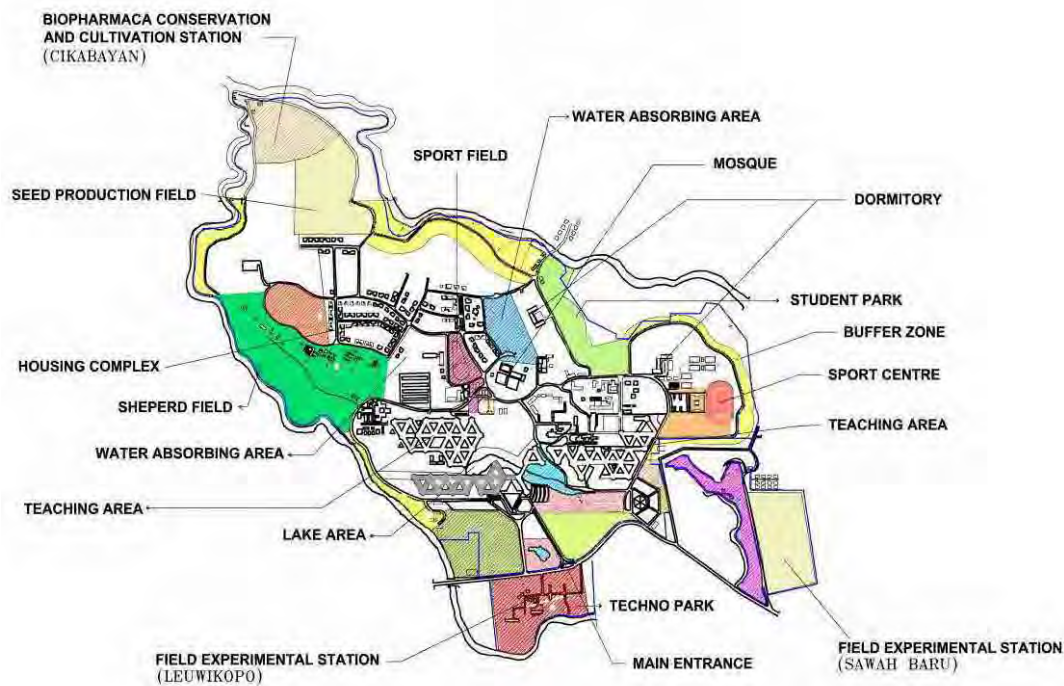 BIOPHARMACA CONSERVATION
AND CULTIVATION STATION
(CIKABAYAN)
WATER ABSORBING AREA
SPORT FIELD
MOSQUE
SEED PRODUCTION FIELD
DORMITORY
STUDENT PARK
BUFFER ZONE
HOUSING COMPLEX
SPORT CENTRE
SHEPERD FIELD
TEACHING AREA
WATER ABSORBING AREA
TEACHING AREA
LAKE AREA
TECHNO PARK
FIELD EXPERIMENTAL STATION
(LEUWIKOPO)
MAIN ENTRANCE
FIELD EXPERIMENTAL STATION
(SAWAH BARU)